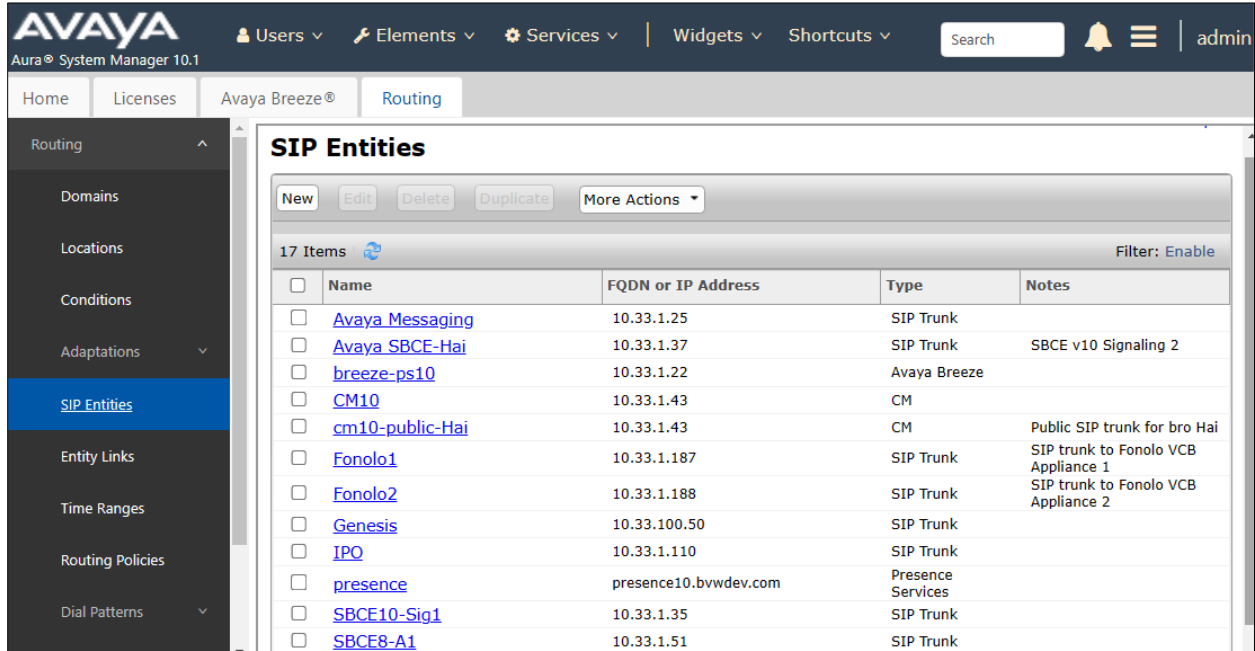 AVAYA
Aura® System Manager 10.1
Users Elements Services | Widgets Shortcuts Search | admin
Home Licenses Avaya Breeze® Routing
Routing
Domains
Locations
Conditions
Adaptations
SIP Entities
Entity Links
Time Ranges
Routing Policies
Dial Patterns
SIP Entities
New Edit Delete Duplicate More Actions
17 Items Filter: Enable
Name FQDN or IP Address Type Notes
Avaya Messaging 10.33.1.25 SIP Trunk
Avaya SBCE-Hai 10.33.1.37 SIP Trunk SBCE v10 Signaling 2
breeze-ps10 10.33.1.22 Avaya Breeze
CM10 10.33.1.43 CM
cm10-public-Hai 10.33.1.43 CM Public SIP trunk for bro Hai
Fonolo1 10.33.1.187 SIP Trunk SIP trunk to Fonolo VCB
Appliance 1
Fonolo2 10.33.1.188 SIP Trunk SIP trunk to Fonolo VCB
Appliance 2
Genesis 10.33.100.50 SIP Trunk
IPO 10.33.1.110 SIP Trunk
presence presence10.bvwdev.com Presence
Services
SBCE10-Sig1 10.33.1.35 SIP Trunk
SBCE8-A1 10.33.1.51 SIP Trunk